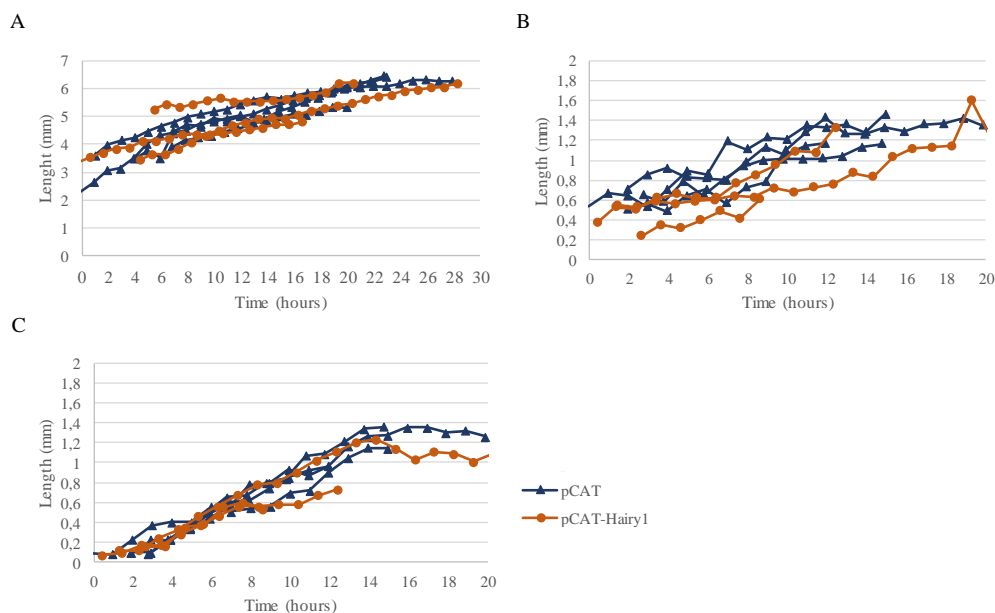 A
B
7
6
5
4
3
2
1
0
Lenght (mm)
0 2 4 6 8 10 12 14 16 18 20 22 24 26 28 30
Time (hours)
2
1,8
1,6
1,4
1,2
1
0,8
0,6
0,4
0,2
0
Length (mm)
0 2 4 6 8 10 12 14 16 18 20
Time (hours)
C
2
1,8
1,6
1,4
1,2
1
0,8
0,6
0,4
0,2
0
Length (mm)
0 2 4 6 8 10 12 14 16 18 20
Time (hours)
pCAT
pCAT-Hairy1